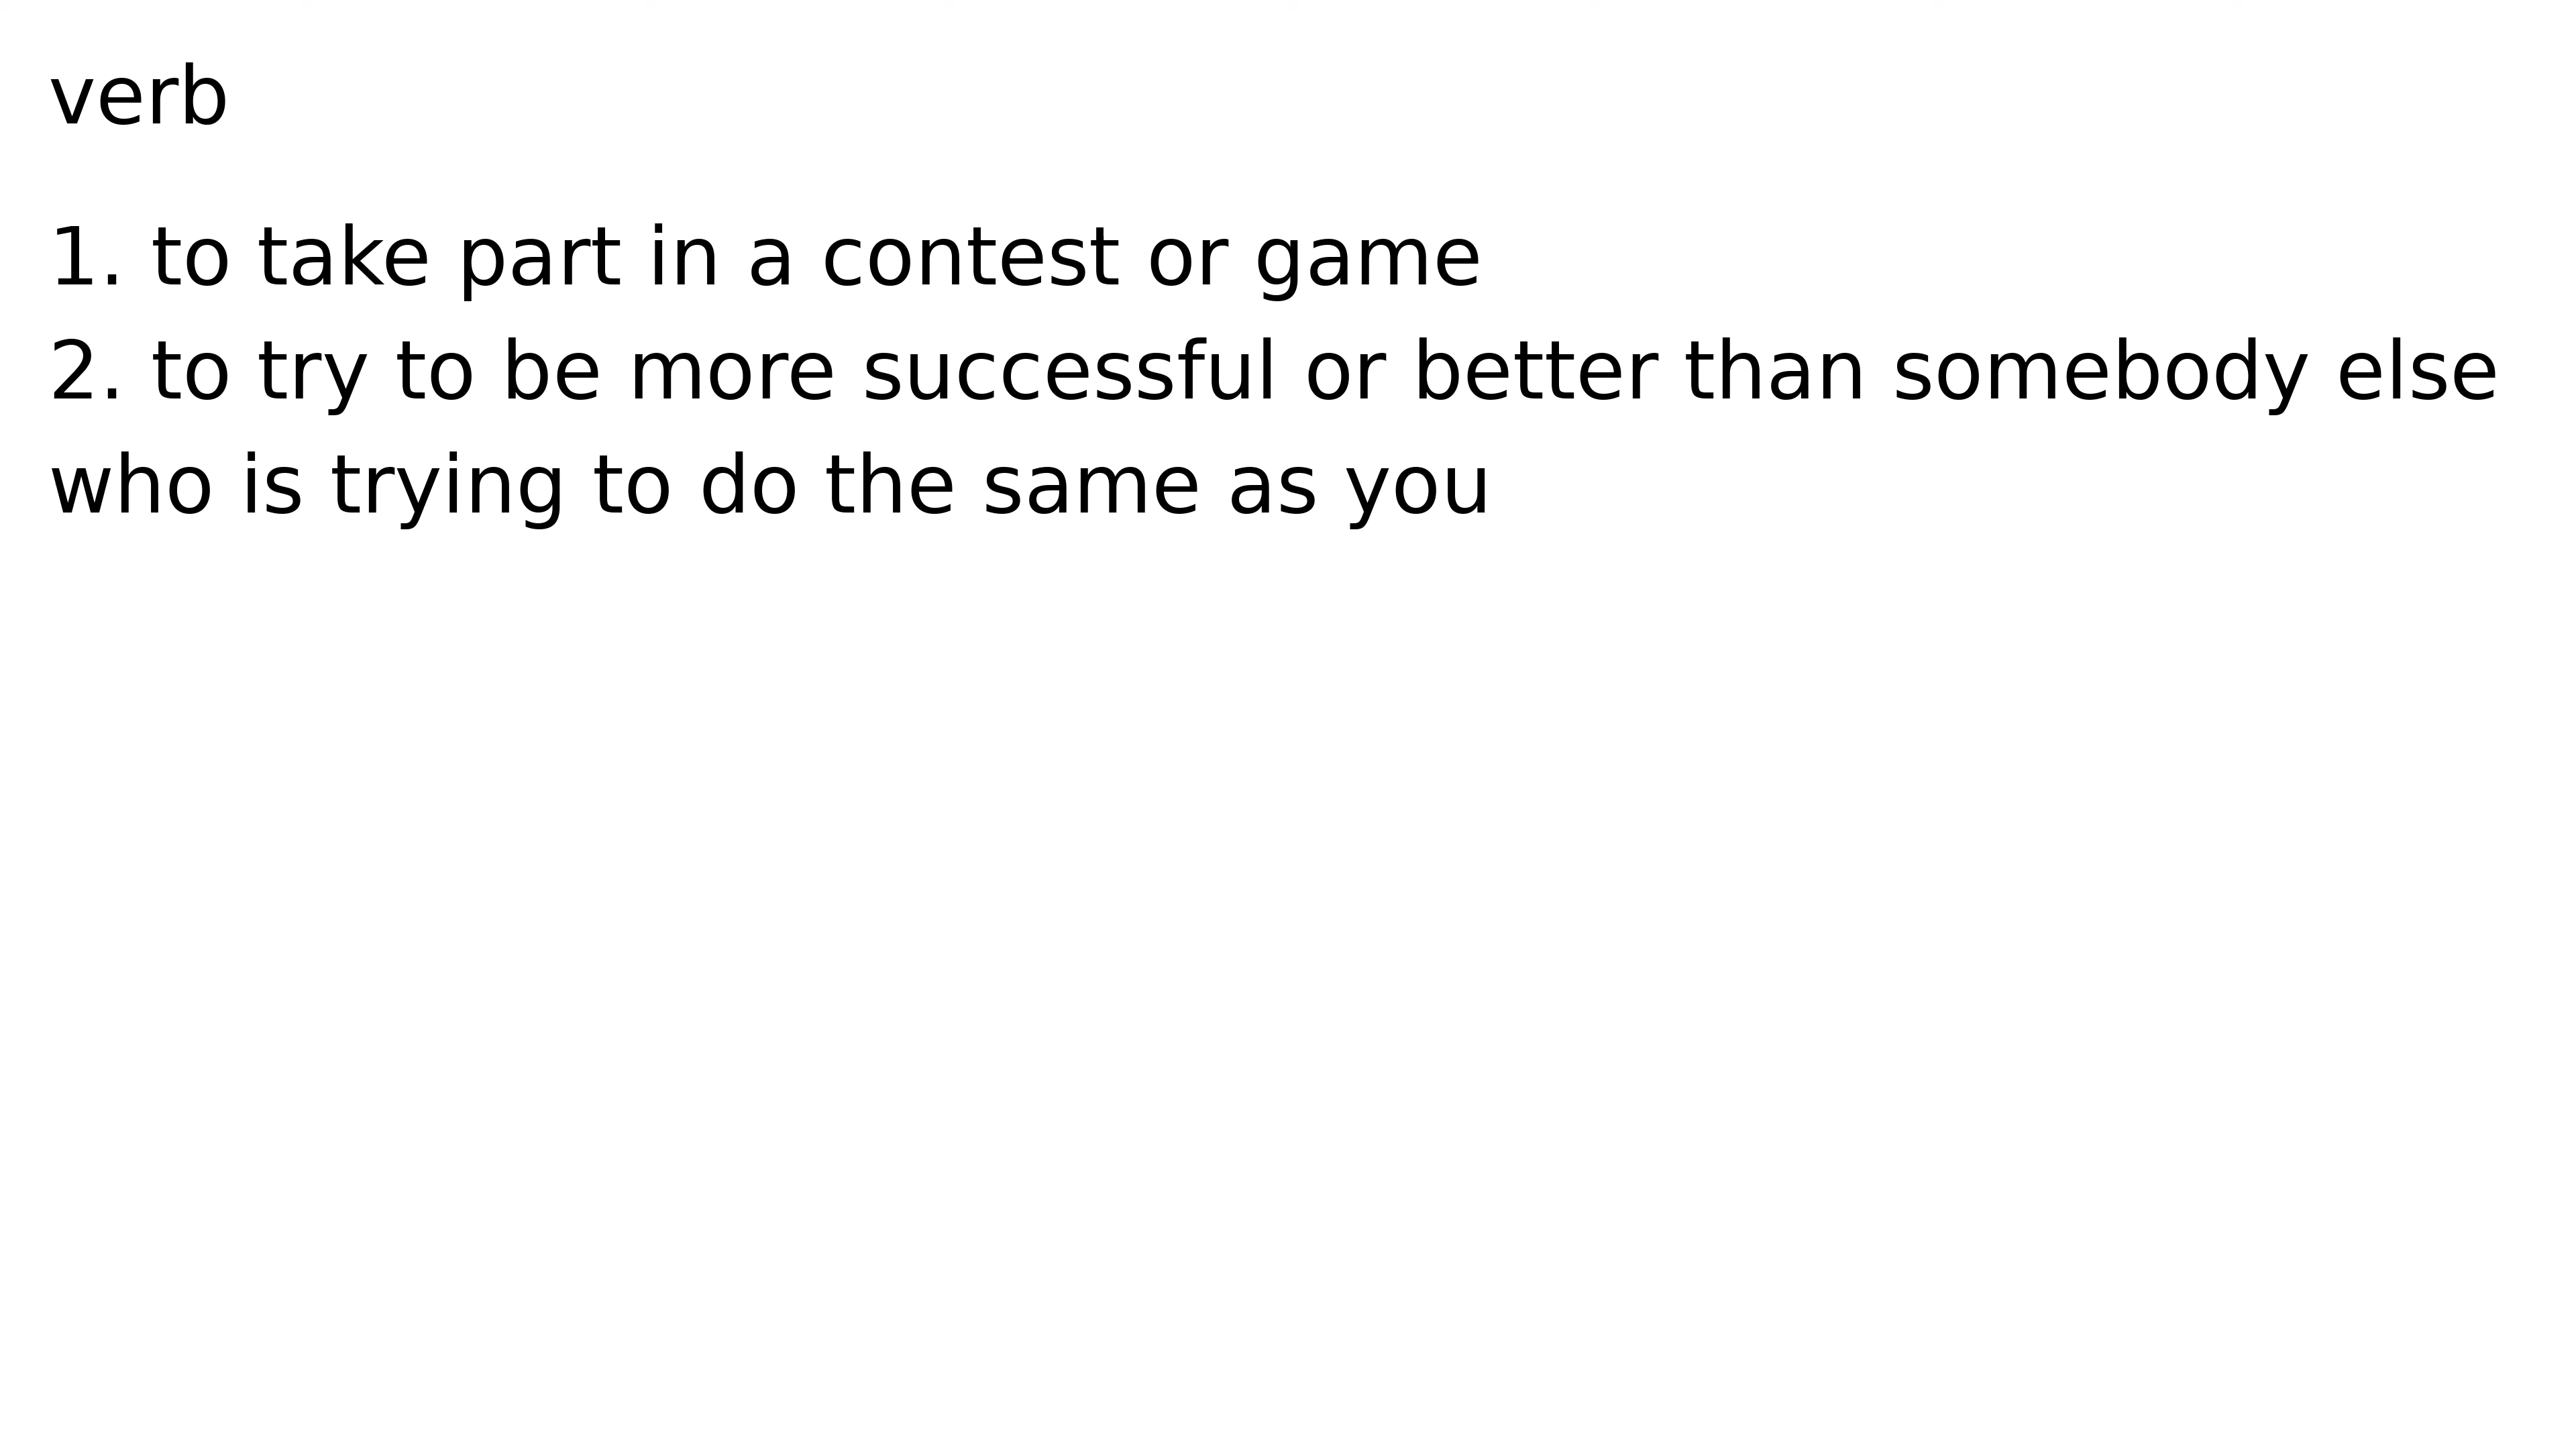 verb
1. to take part in a contest or game
2. to try to be more successful or better than somebody else
who is trying to do the same as you